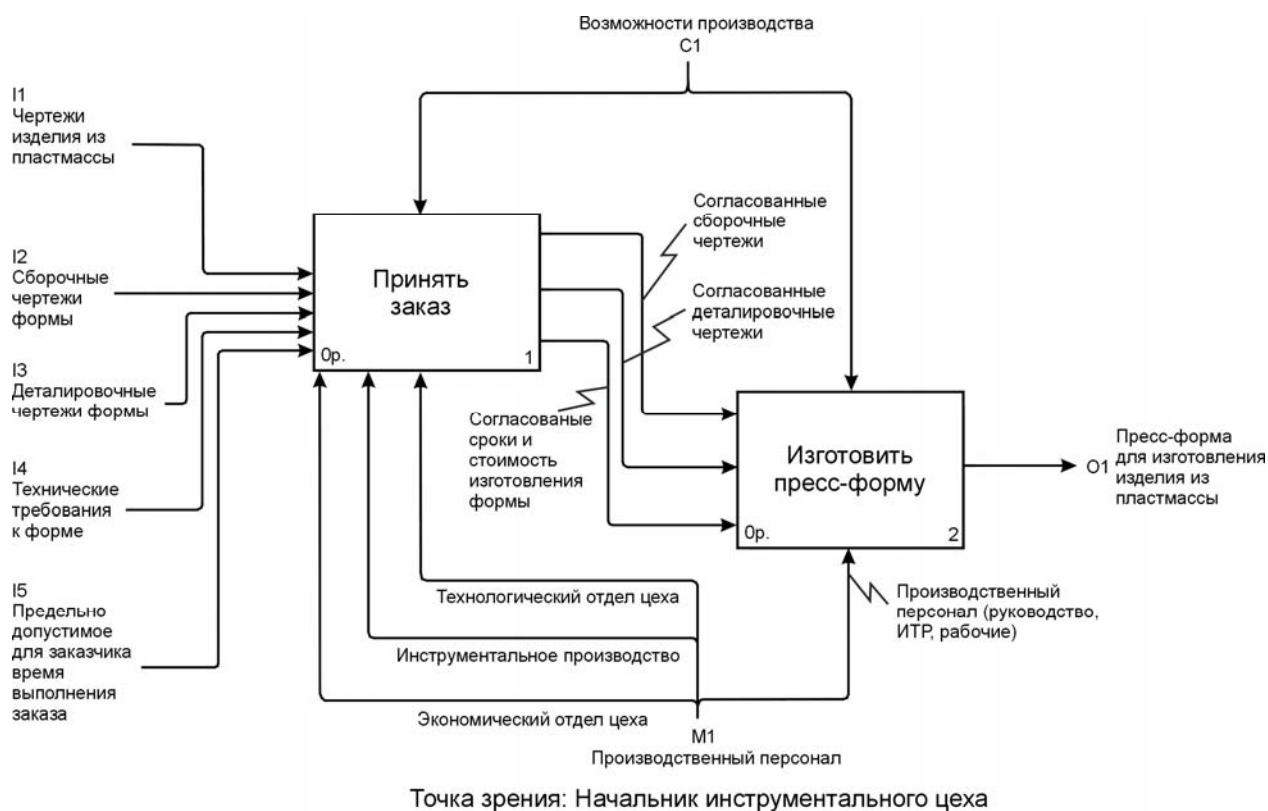 Возможности производства
C1
I1
Чертежи
изделия из
пластмассы
I2
Сборочные
чертежи
формы
I3
Деталировочные
чертежи формы
I4
Технические
требования
к форме
I5
Предельно
допустимое
для заказчика
время
выполнения
заказа
Принять
заказ
0р.
1
Согласованные
сборочные
чертежи
Согласованные
деталировочные
чертежи
Согласованые
сроки и
стоимость
изготовления
формы
Изготовить
пресс-форму
0р.
2
O1
Пресс-форма
для изготовления
изделия из
пластмассы
Технологический отдел цеха
Инструментальное производство
Экономический отдел цеха
Производственный
персонал (руководство,
ИТР, рабочие)
M1
Производственный персонал
Точка зрения: Начальник инструментального цеха